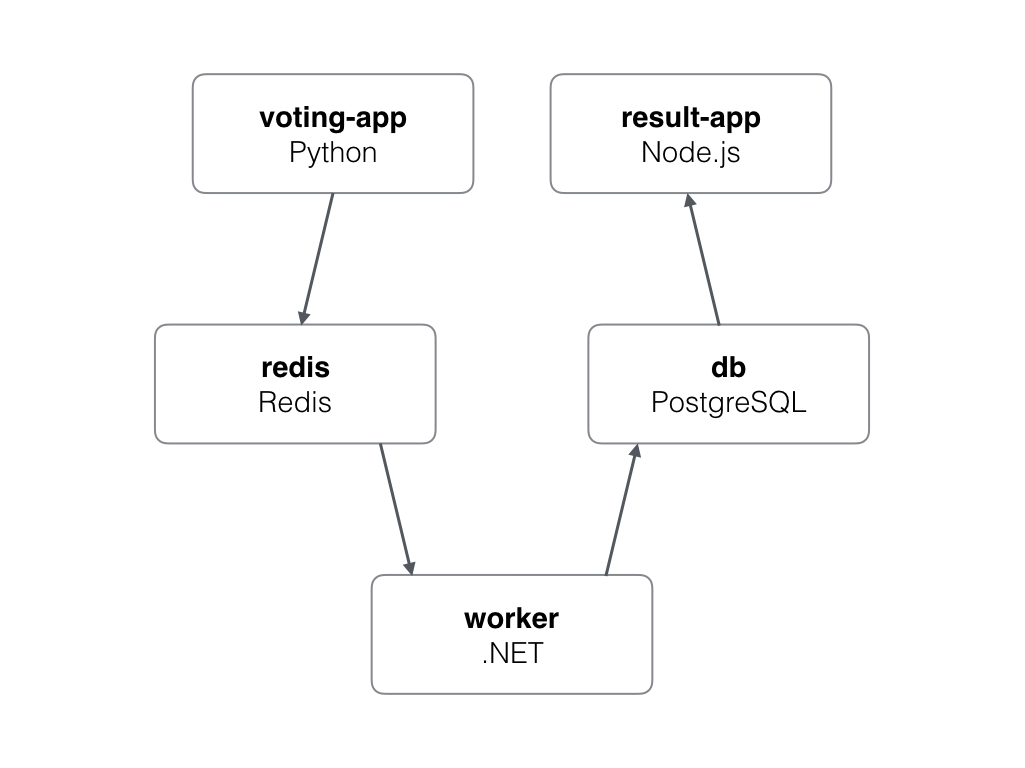 voting-app
Python
result-app
Node.js
redis
Redis
db
PostgreSQL
worker
.NET